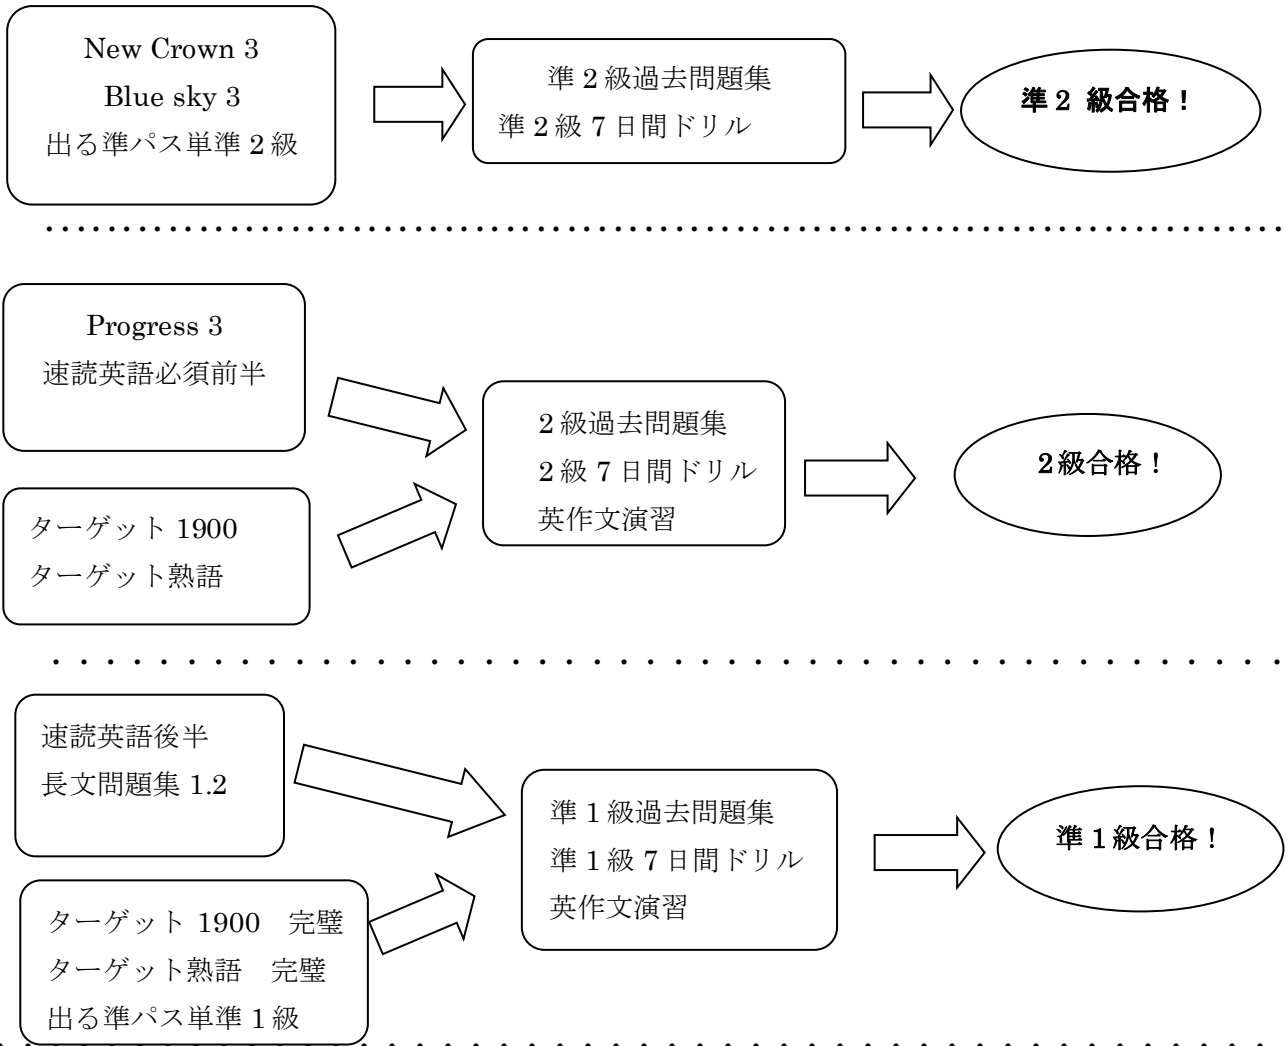 New Crown 3
Blue sky 3
出る準パス単準2級
準2級過去問題集
準2級7日間ドリル
準2 級合格！
Progress 3
速読英語必須前半
ターゲット 1900
ターゲット熟語
2級過去問題集
2級7日間ドリル
英作文演習
2級合格！
速読英語後半
長文問題集 1.2
ターゲット 1900　完璧
ターゲット熟語　完璧
出る準パス単準1級
準1級過去問題集
準1級7日間ドリル
英作文演習
準1級合格！